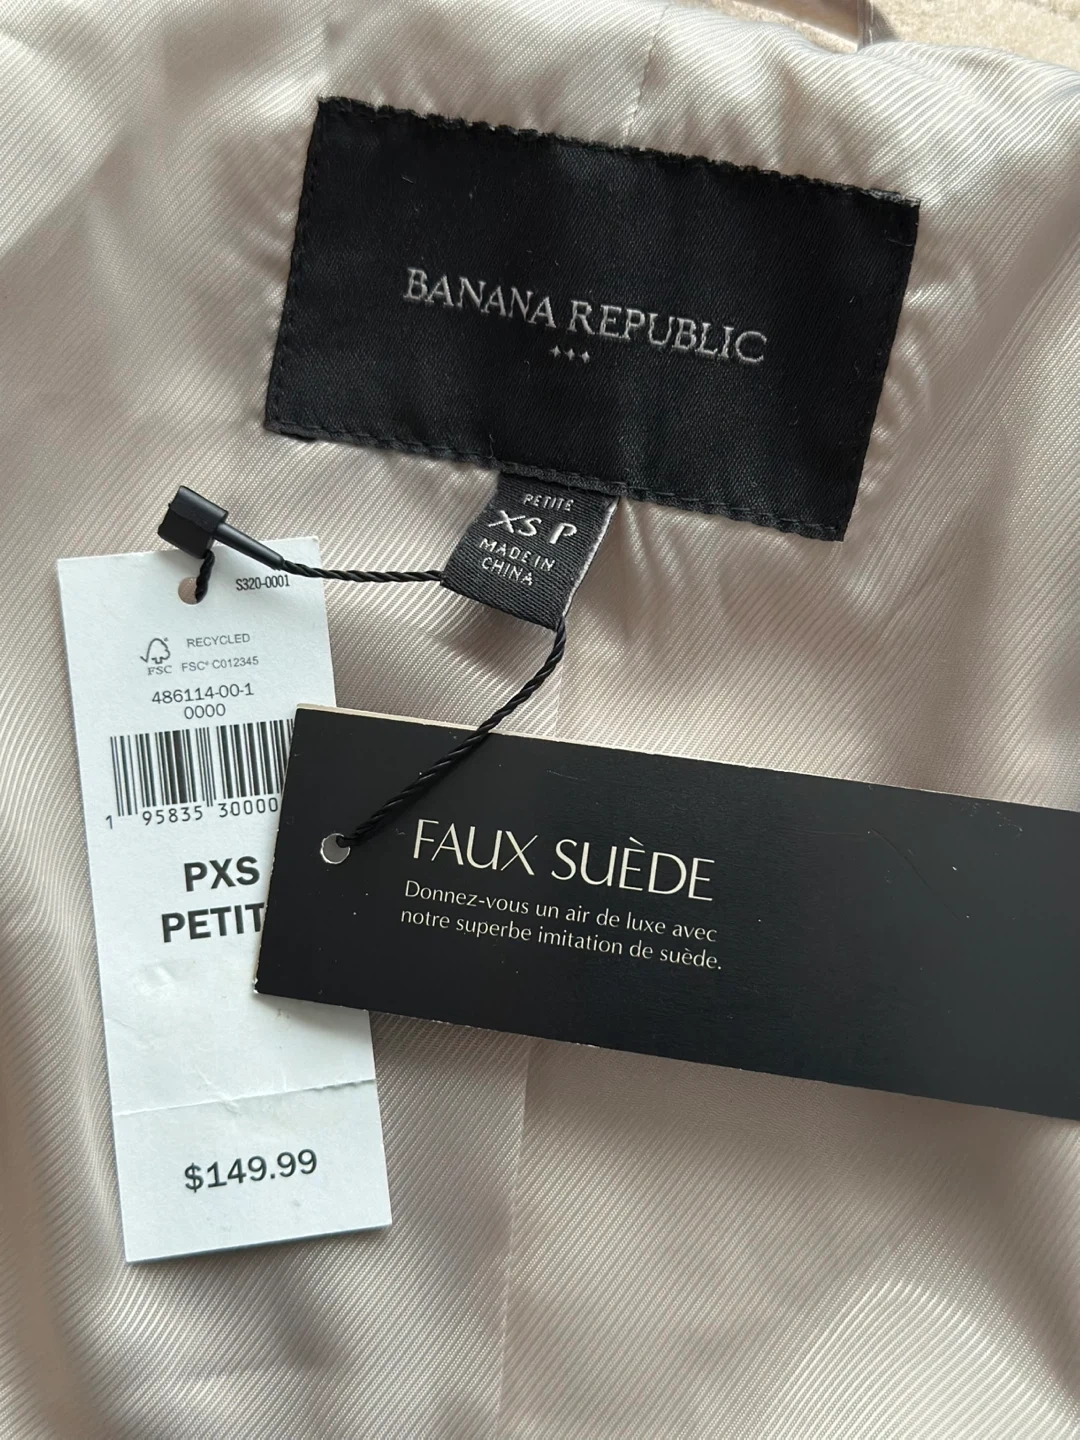 BANANA REPUBLIC
PETITE
XS P
MADE IN
CHINA
S320-0001
RECYCLED
FSC FSC® C012345
486114-00-1
0000
1 95835 30000
PXS
PETIT
$149.99
FAUX SUÈDE
Donnez-vous un air de luxe avec
notre superbe imitation de suède.